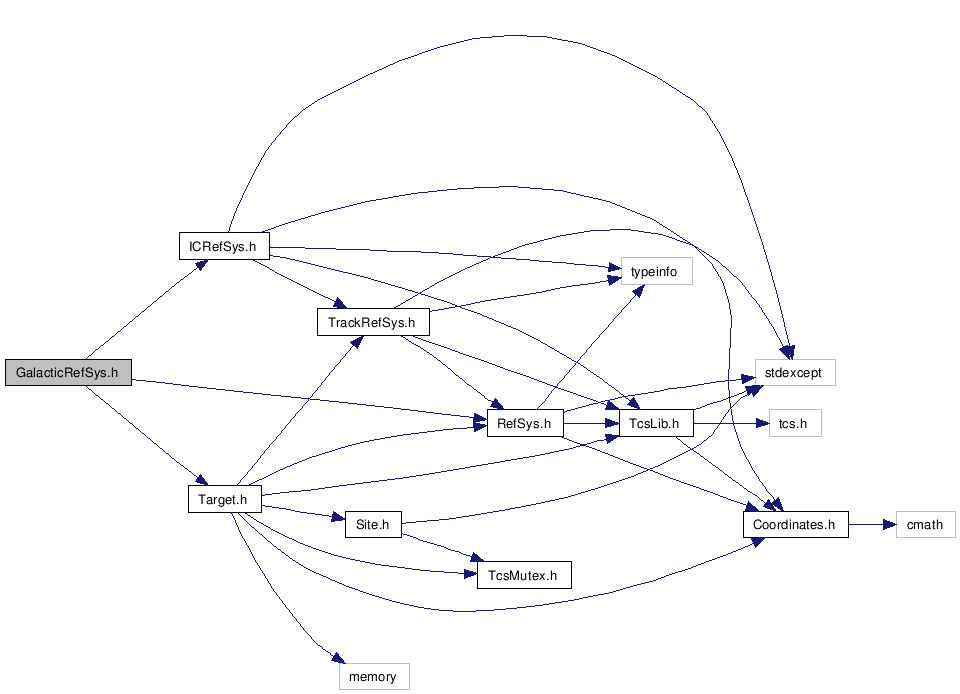 ICRefSys.h
typeinfo
TrackRefSys.h
GalacticRefSys.h
stdexcept
RefSys.h
TcsLib.h
tcs.h
Target.h
Site.h
Coordinates.h
cmath
TcsMutex.h
memory